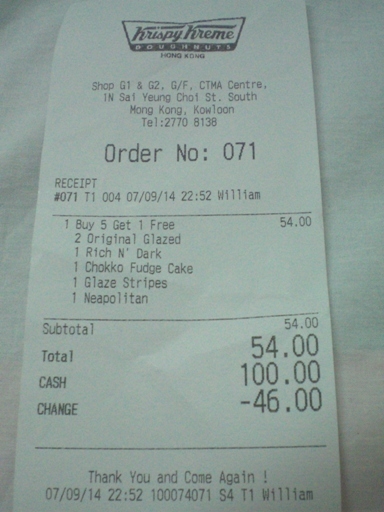 Krispy Kreme
DOUGHNUTS
HONG KONG
Shop G1 & G2, G/F, CTMA Centre,
1N Sai Yeung Choi St. South
Mong Kong, Kowloon
Tel:2770 8138
Order No: 071
RECEIPT
#071 T1 004 07/09/14 22:52 William
1 Buy 5 Get 1 Free 54.00
2 Original Glazed
1 Rich N' Dark
1 Chokko Fudge Cake
1 Glaze Stripes
1 Neapolitan
Subtotal 54.00
Total 54.00
CASH 100.00
CHANGE -46.00
Thank You and Come Again !
07/09/14 22:52 100074071 S4 T1 William